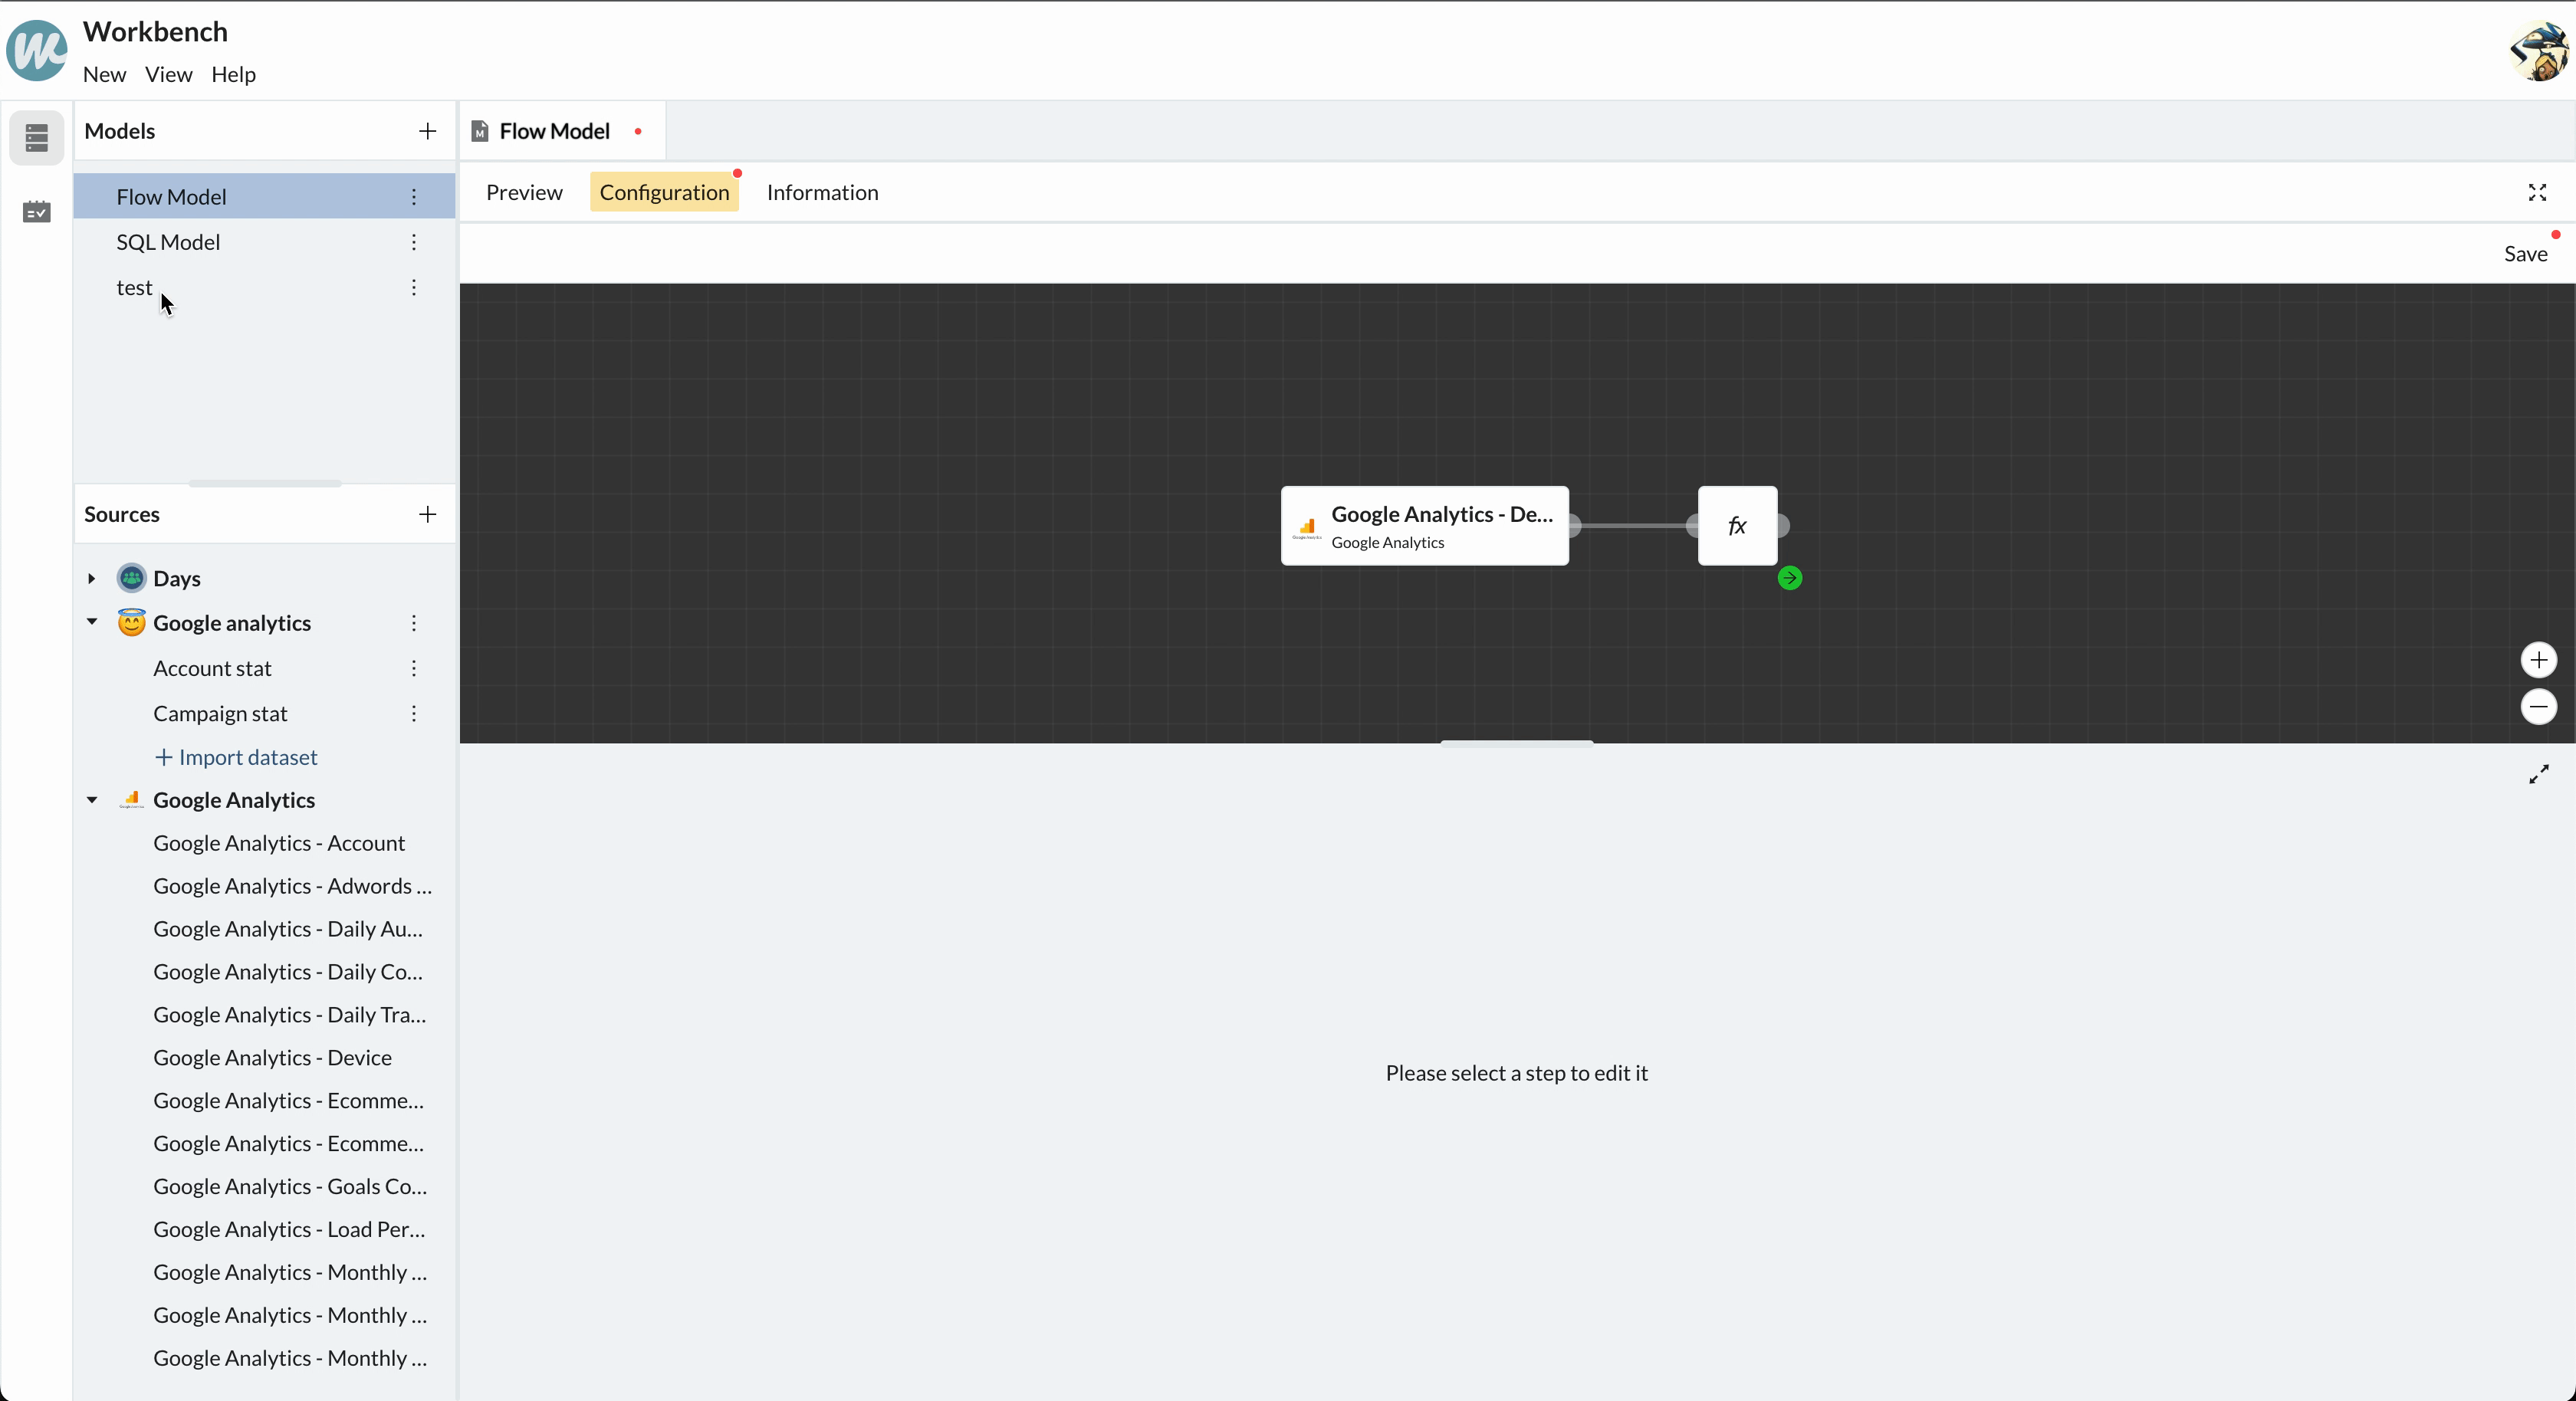 Workbench
New View Help
Models
Flow Model
SQL Model
test
Sources
Days
Google analytics
Account stat
Campaign stat
Import dataset
Google Analytics
Google Analytics - Account
Google Analytics - Adwords ...
Google Analytics - Daily Au...
Google Analytics - Daily Co...
Google Analytics - Daily Tra...
Google Analytics - Device
Google Analytics - Ecomme...
Google Analytics - Ecomme...
Google Analytics - Goals Co...
Google Analytics - Load Per...
Google Analytics - Monthly ...
Google Analytics - Monthly ...
Google Analytics - Monthly ...
Flow Model
Preview Configuration Information
Save
Google Analytics - De...
Google Analytics
fx
Please select a step to edit it